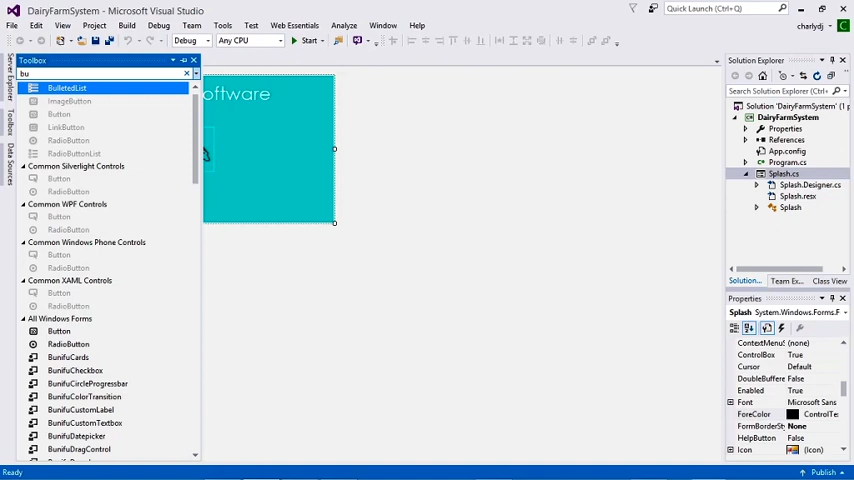 DairyFarmSystem - Microsoft Visual Studio
Quick Launch (Ctrl+Q)
File Edit View Project Build Debug Team Tools Test Web Essentials Analyze Window Help
charlydj
Debug Any CPU Start
Toolbox
bu
BulletedList
ImageButton
Button
LinkButton
RadioButton
RadioButtonList
Common Silverlight Controls
Button
RadioButton
Common WPF Controls
Button
RadioButton
Common Windows Phone Controls
Button
RadioButton
Common XAML Controls
Button
RadioButton
All Windows Forms
Button
RadioButton
BunifuCards
BunifuCheckbox
BunifuCircleProgressbar
BunifuColorTransition
BunifuCustomLabel
BunifuCustomTextbox
BunifuDatepicker
BunifuDragControl
Server Explorer
Toolbox
Data Sources
oftware
Solution Explorer
Search Solution Explorer (
Solution 'DairyFarmSystem' (
DairyFarmSystem
Properties
References
App.config
Program.cs
Splash.cs
Splash.Designer.cs
Splash.resx
Splash
Solution... Team Ex... Class View
Properties
Splash System.Windows.Forms.F
ContextMenuS (none)
ControlBox True
Cursor Default
DoubleBuffere False
Enabled True
Font Microsoft Sans
ForeColor ControlTe
FormBorderSty None
HelpButton False
Icon (Icon)
Ready
Publish